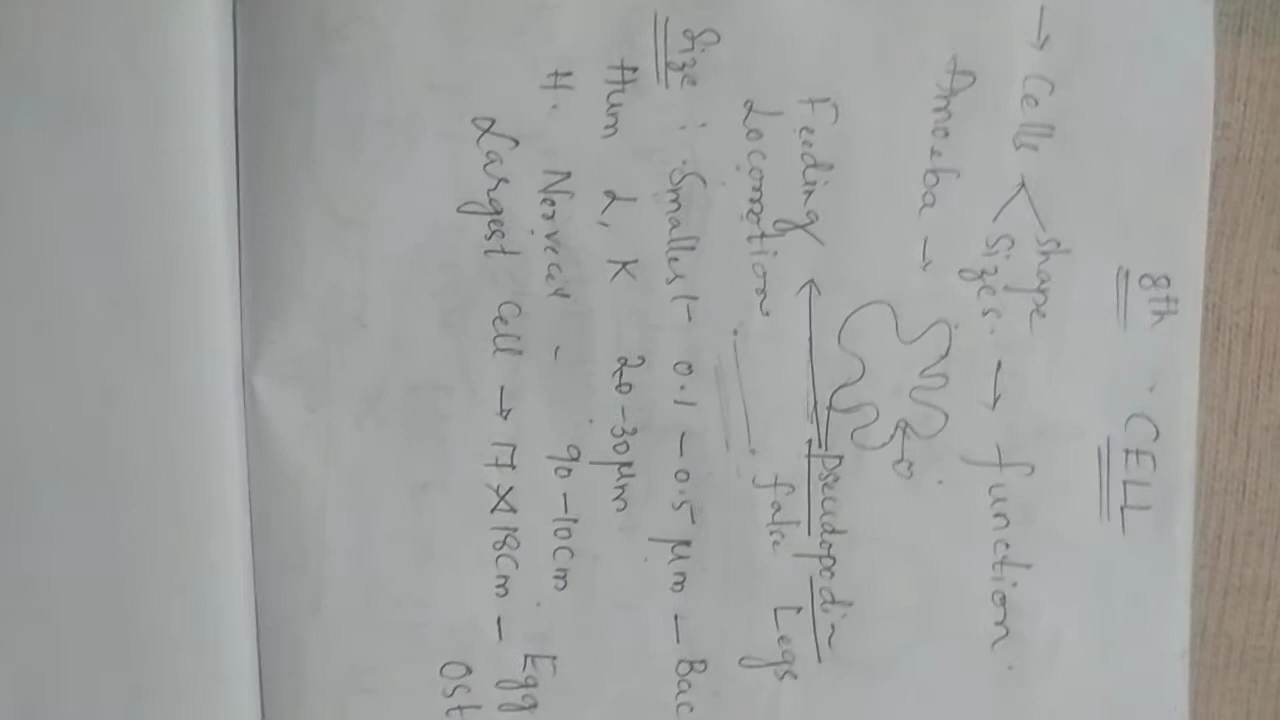 8th. CELL
→ Cells shape
sizes. → function.
Amoeba →
Feeding ← pseudopodia
Locomotion false Legs
Size : Smallest- 0.1 - 0.5 μm - Bac
Hum L, K 20-30μm
H. Nerve cell - 90-10cm
Largest Cell → 17 X 18cm - Egg
Ost